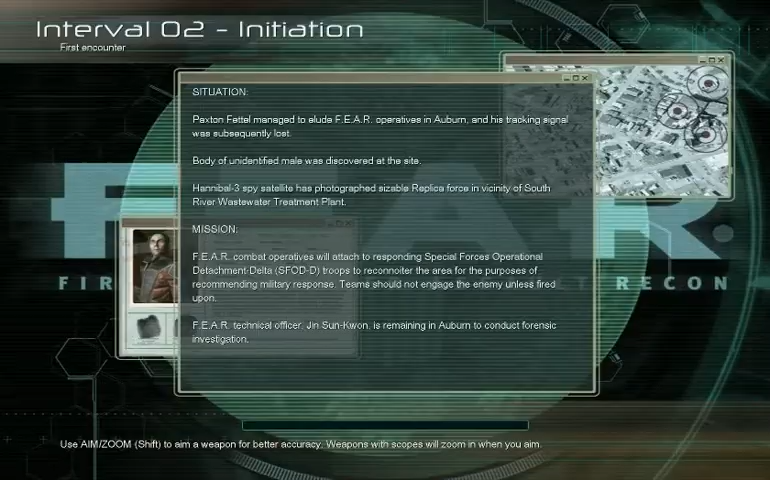 Interval 02 - Initiation
First encounter
SITUATION:
Paxton Fettel managed to elude F.E.A.R. operatives in Auburn, and his tracking signal
was subsequently lost.
Body of unidentified male was discovered at the site.
Hannibal-3 spy satellite has photographed sizable Replica force in vicinity of South
River Wastewater Treatment Plant.
MISSION:
F.E.A.R. combat operatives will attach to responding Special Forces Operational
Detachment-Delta (SFOD-D) troops to reconnoiter the area for the purposes of
recommending military response. Teams should not engage the enemy unless fired
upon.
F.E.A.R. technical officer, Jin Sun-Kwon, is remaining in Auburn to conduct forensic
investigation.
F.E.A.R.
RECON
Use AIM/ZOOM (Shift) to aim a weapon for better accuracy. Weapons with scopes will zoom in when you aim.